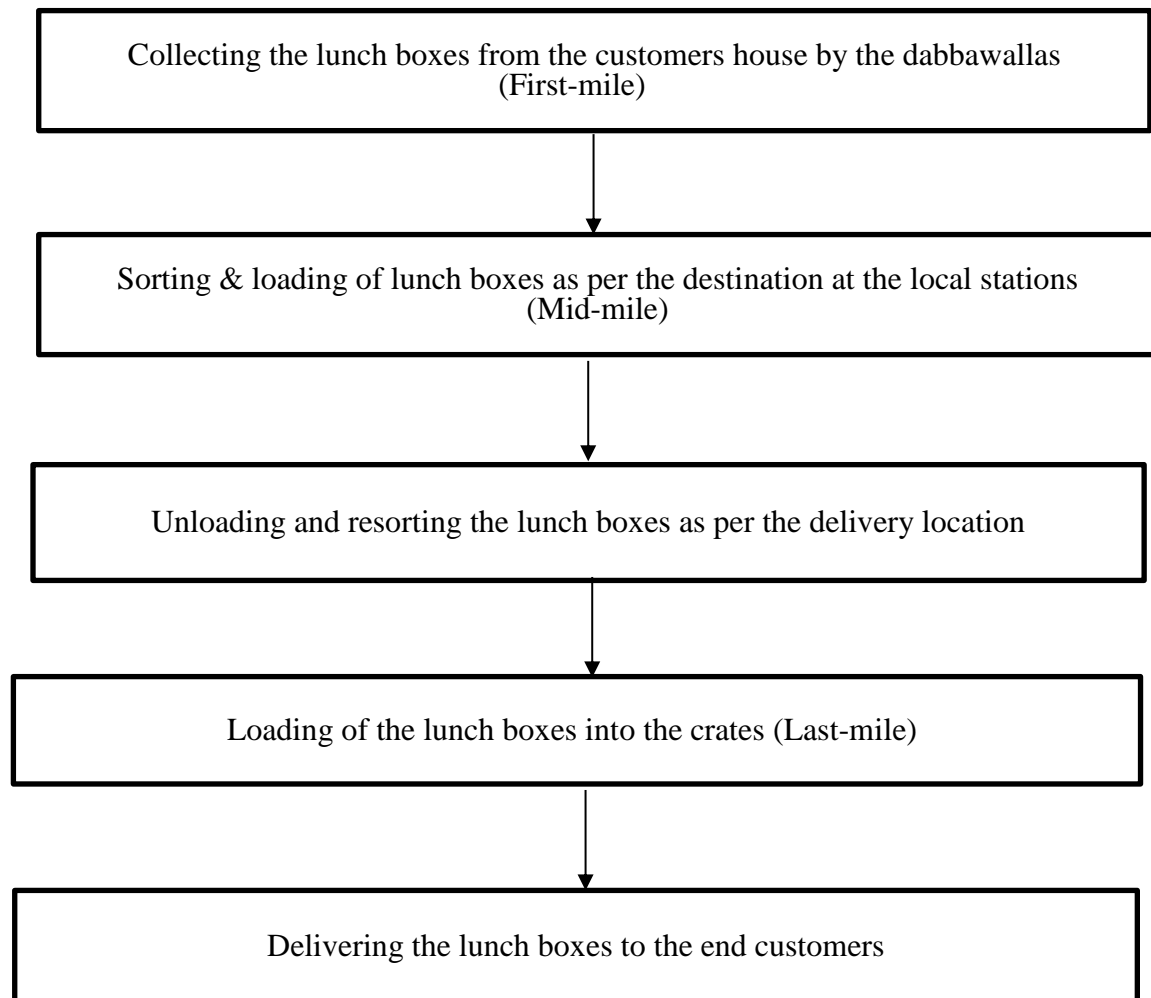 Collecting the lunch boxes from the customers house by the dabbawallas
(First-mile)
Sorting & loading of lunch boxes as per the destination at the local stations
(Mid-mile)
Unloading and resorting the lunch boxes as per the delivery location
Loading of the lunch boxes into the crates (Last-mile)
Delivering the lunch boxes to the end customers